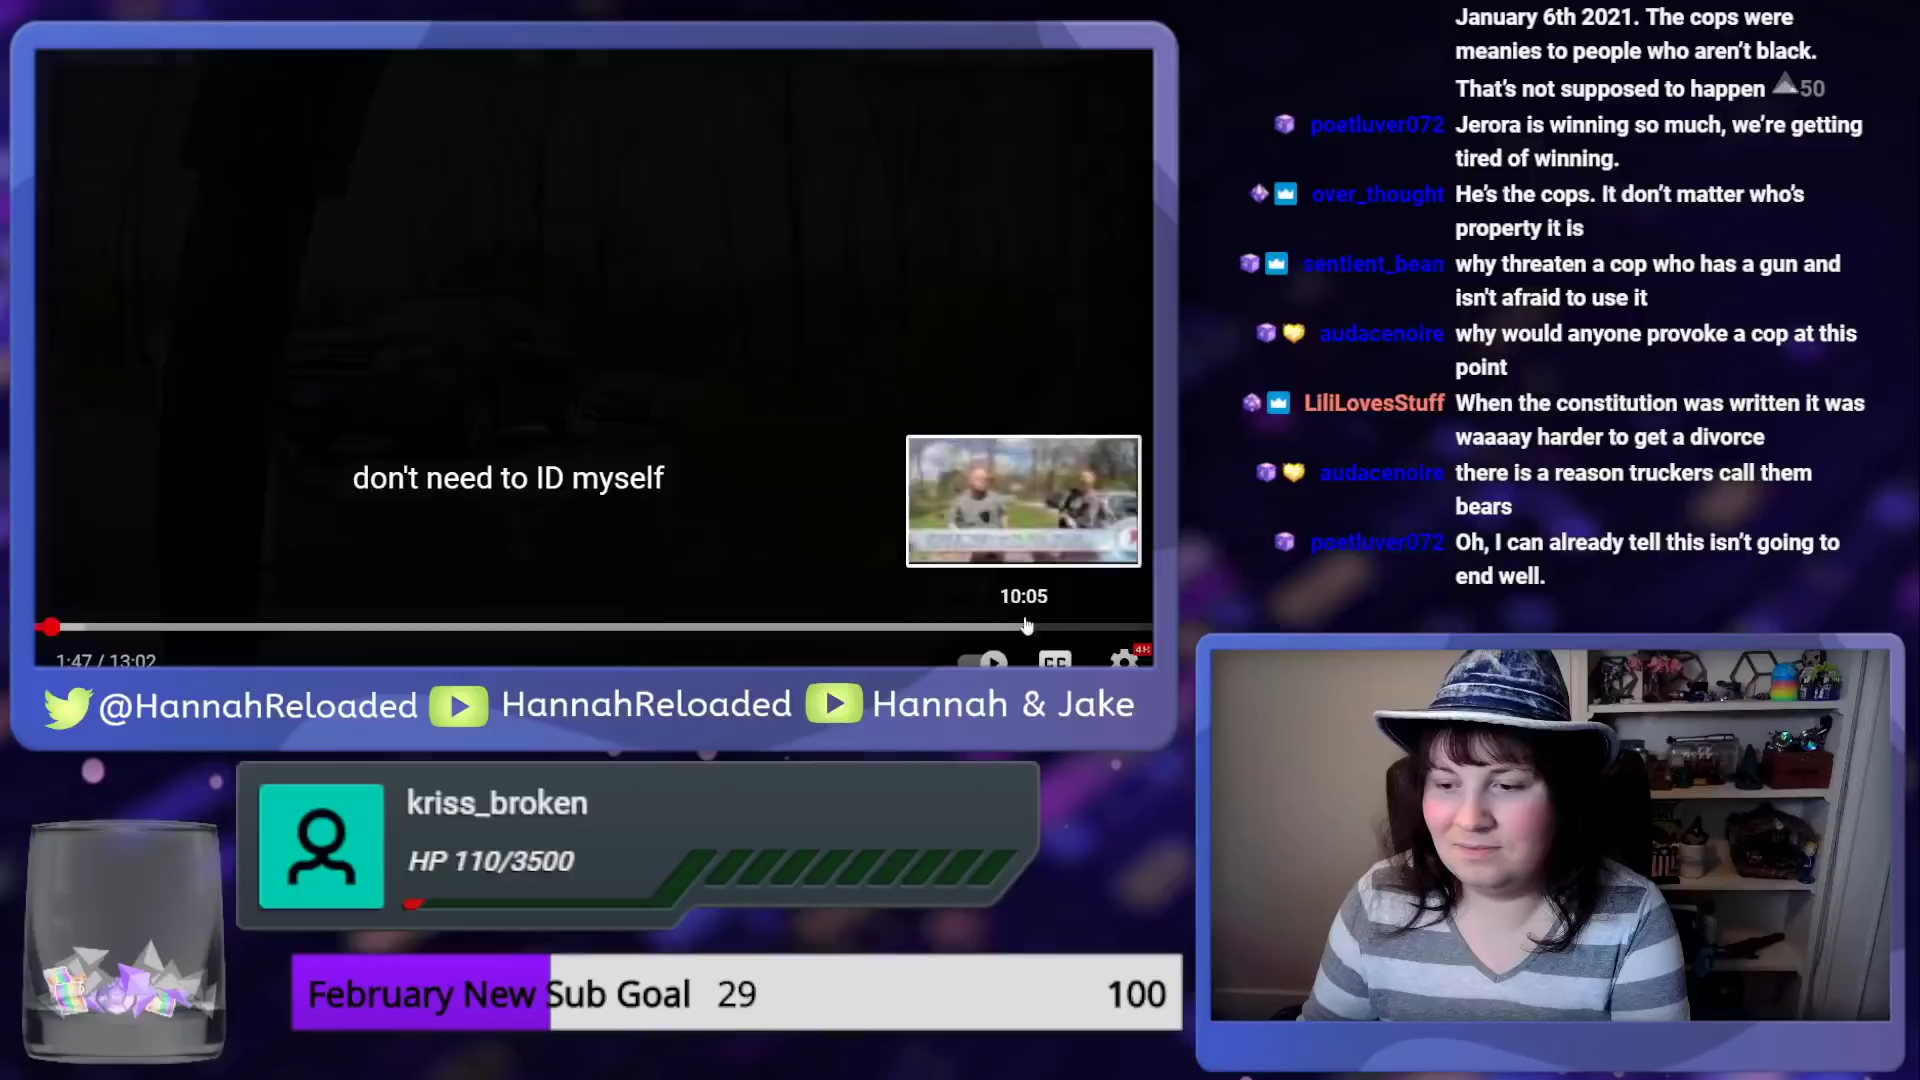 January 6th 2021. The cops were
meanies to people who aren't black.
That's not supposed to happen 50
poetluver072 Jerora is winning so much, we're getting
tired of winning.
over_thought He's the cops. It don't matter who's
property it is
sentient_bean why threaten a cop who has a gun and
isn't afraid to use it
audacenoire why would anyone provoke a cop at this
point
LiliLovesStuff When the constitution was written it was
waaaay harder to get a divorce
audacenoire there is a reason truckers call them
bears
poetluver072 Oh, I can already tell this isn't going to
end well.
don't need to ID myself
10:05
1:47 / 13:02
CC
4K
@HannahReloaded HannahReloaded Hannah & Jake
kriss_broken
HP 110/3500
February New Sub Goal 29 100